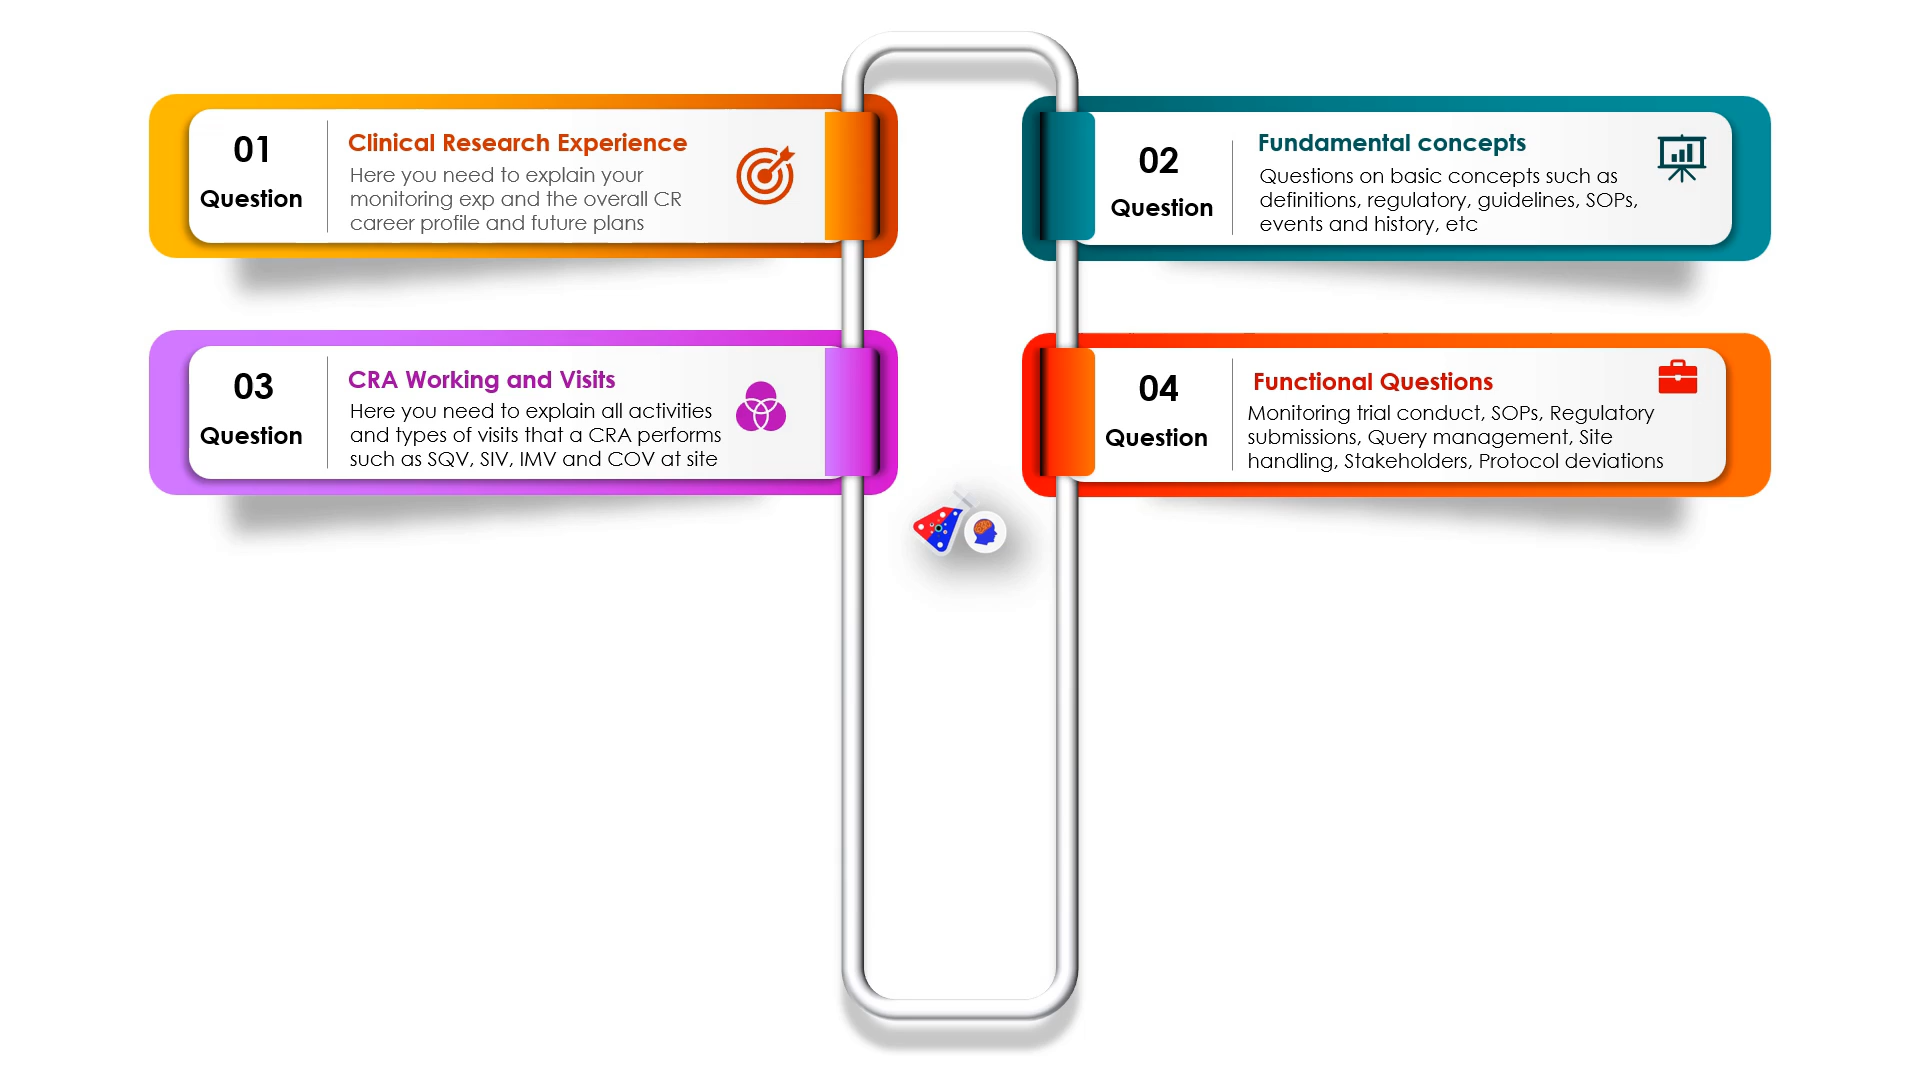 01
Question
Clinical Research Experience
Here you need to explain your
monitoring exp and the overall CR
career profile and future plans
02
Question
Fundamental concepts
Questions on basic concepts such as
definitions, regulatory, guidelines, SOPs,
events and history, etc
03
Question
CRA Working and Visits
Here you need to explain all activities
and types of visits that a CRA performs
such as SQV, SIV, IMV and COV at site
04
Question
Functional Questions
Monitoring trial conduct, SOPs, Regulatory
submissions, Query management, Site
handling, Stakeholders, Protocol deviations